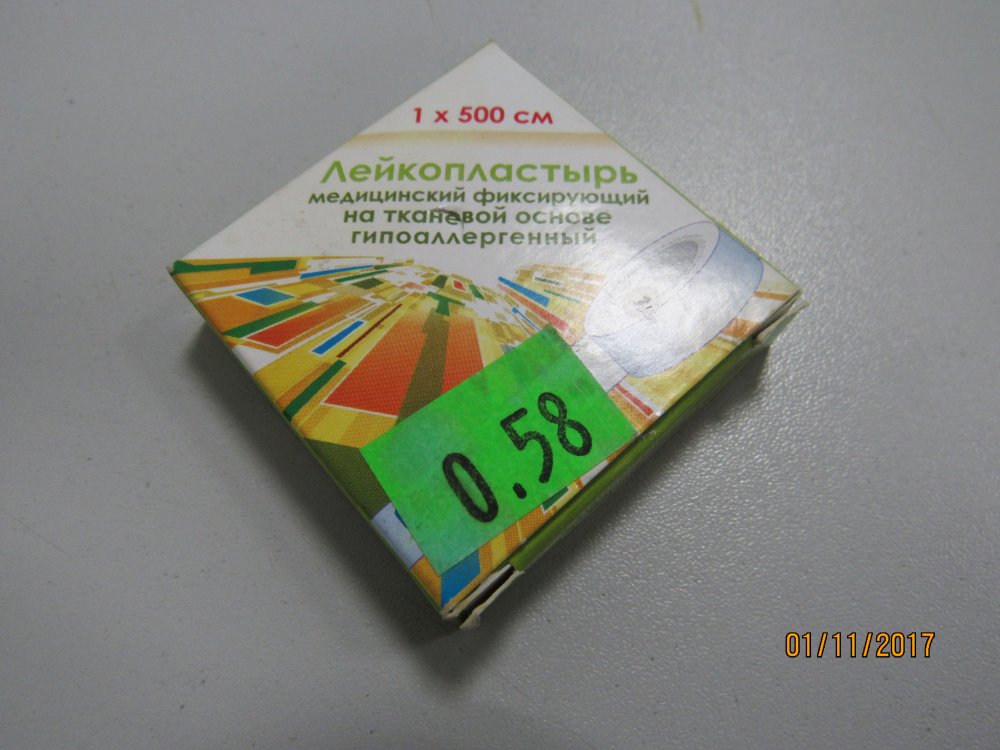 1 x 500 см
Лейкопластырь
медицинский фиксирующий
на тканевой основе
гипоаллергенный
0.58
01/11/2017